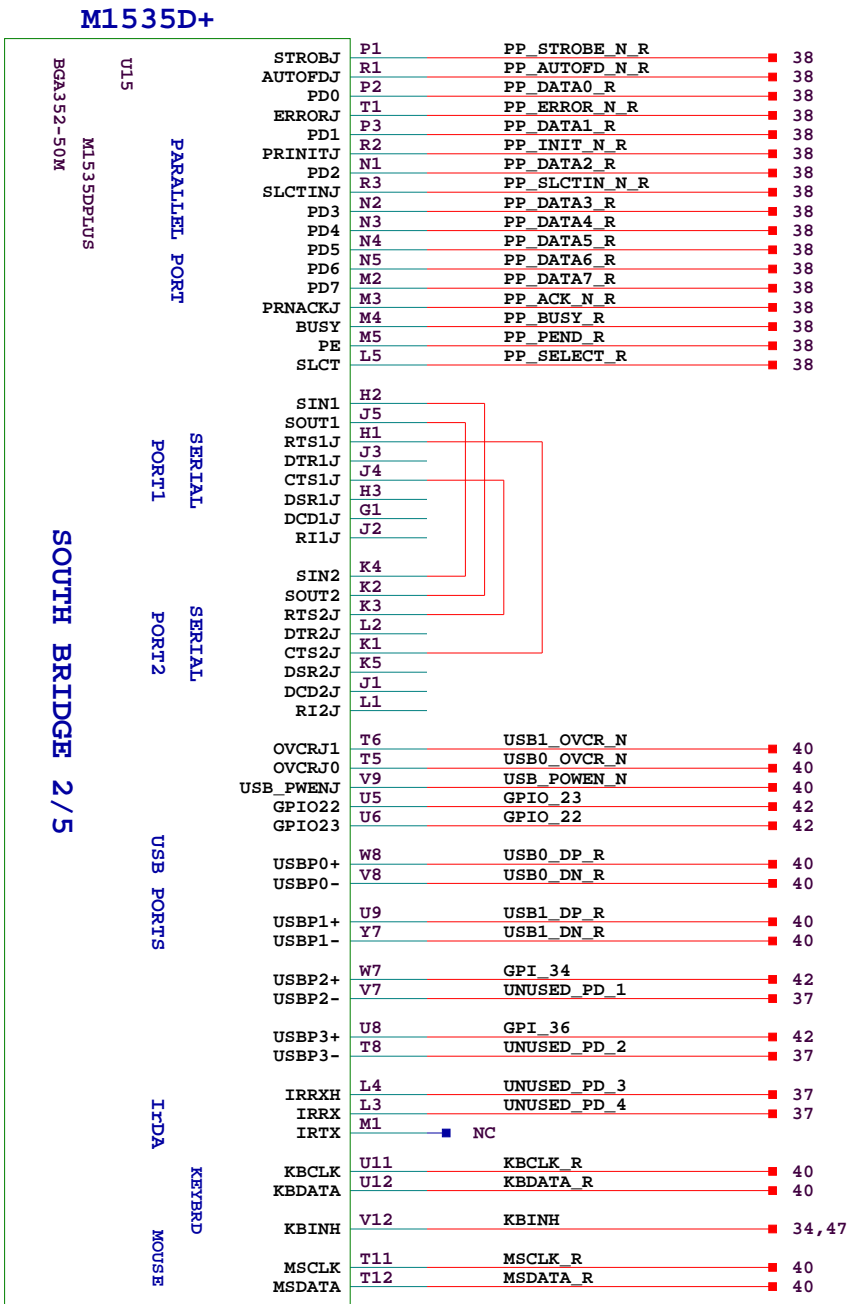 M1535D+
U15
BGA352-50M
M1535DPLUS
PARALLEL PORT
STROBJ P1 PP_STROBE_N_R 38
AUTOFDJ R1 PP_AUTOFD_N_R 38
PD0 P2 PP_DATA0_R 38
ERRORJ T1 PP_ERROR_N_R 38
PD1 P3 PP_DATA1_R 38
PRINITJ R2 PP_INIT_N_R 38
PD2 N1 PP_DATA2_R 38
SLCTINJ R3 PP_SLCTIN_N_R 38
PD3 N2 PP_DATA3_R 38
PD4 N3 PP_DATA4_R 38
PD5 N4 PP_DATA5_R 38
PD6 N5 PP_DATA6_R 38
PD7 M2 PP_DATA7_R 38
PRNACKJ M3 PP_ACK_N_R 38
BUSY M4 PP_BUSY_R 38
PE M5 PP_PEND_R 38
SLCT L5 PP_SELECT_R 38
SERIAL
PORT1
SIN1 H2
SOUT1 J5
RTS1J H1
DTR1J J3
CTS1J J4
DSR1J H3
DCD1J G1
RI1J J2
SOUTH BRIDGE 2/5
SERIAL
PORT2
SIN2 K4
SOUT2 K2
RTS2J K3
DTR2J L2
CTS2J K1
DSR2J K5
DCD2J J1
RI2J L1
USB PORTS
OVCRJ1 T6 USB1_OVCR_N 40
OVCRJ0 T5 USB0_OVCR_N 40
USB_PWENJ V9 USB_POWEN_N 40
GPIO22 U5 GPIO_23 42
GPIO23 U6 GPIO_22 42
USBP0+ W8 USB0_DP_R 40
USBP0- V8 USB0_DN_R 40
USBP1+ U9 USB1_DP_R 40
USBP1- Y7 USB1_DN_R 40
USBP2+ W7 GPI_34 42
USBP2- V7 UNUSED_PD_1 37
USBP3+ U8 GPI_36 42
USBP3- T8 UNUSED_PD_2 37
IrDA
IRRXH L4 UNUSED_PD_3 37
IRRX L3 UNUSED_PD_4 37
IRTX M1 NC
KEYBRD
KBCLK U11 KBCLK_R 40
KBDATA U12 KBDATA_R 40
KBINH V12 KBINH 34,47
MOUSE
MSCLK T11 MSCLK_R 40
MSDATA T12 MSDATA_R 40